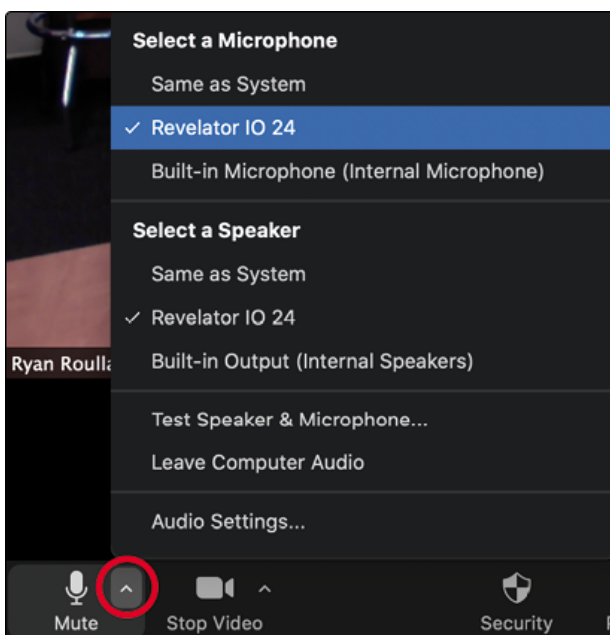 Select a Microphone
Same as System
✓ Revelator IO 24
Built-in Microphone (Internal Microphone)
Select a Speaker
Same as System
✓ Revelator IO 24
Built-in Output (Internal Speakers)
Ryan Roulla
Test Speaker & Microphone...
Leave Computer Audio
Audio Settings...
Mute
Stop Video
Security